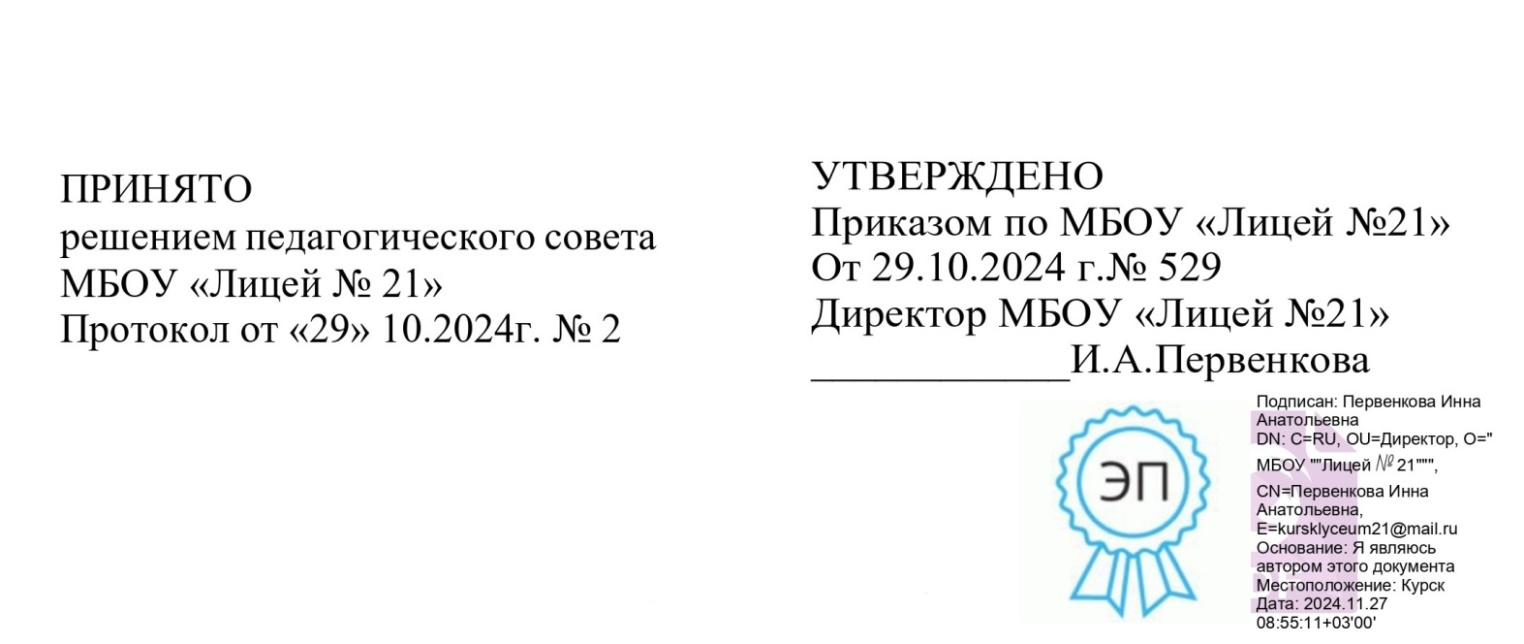 ПРИНЯТО
решением педагогического совета
МБОУ «Лицей № 21»
Протокол от «29» 10.2024г. № 2
УТВЕРЖДЕНО
Приказом по МБОУ «Лицей №21»
От 29.10.2024 г.№ 529
Директор МБОУ «Лицей №21»
____________И.А.Первенкова
ЭП
Подписан: Первенкова Инна
Анатольевна
DN: C=RU, OU=Директор, O="
МБОУ ""Лицей № 21""",
CN=Первенкова Инна
Анатольевна,
E=kursklyceum21@mail.ru
Основание: Я являюсь
автором этого документа
Местоположение: Курск
Дата: 2024.11.27
08:55:11+03'00'